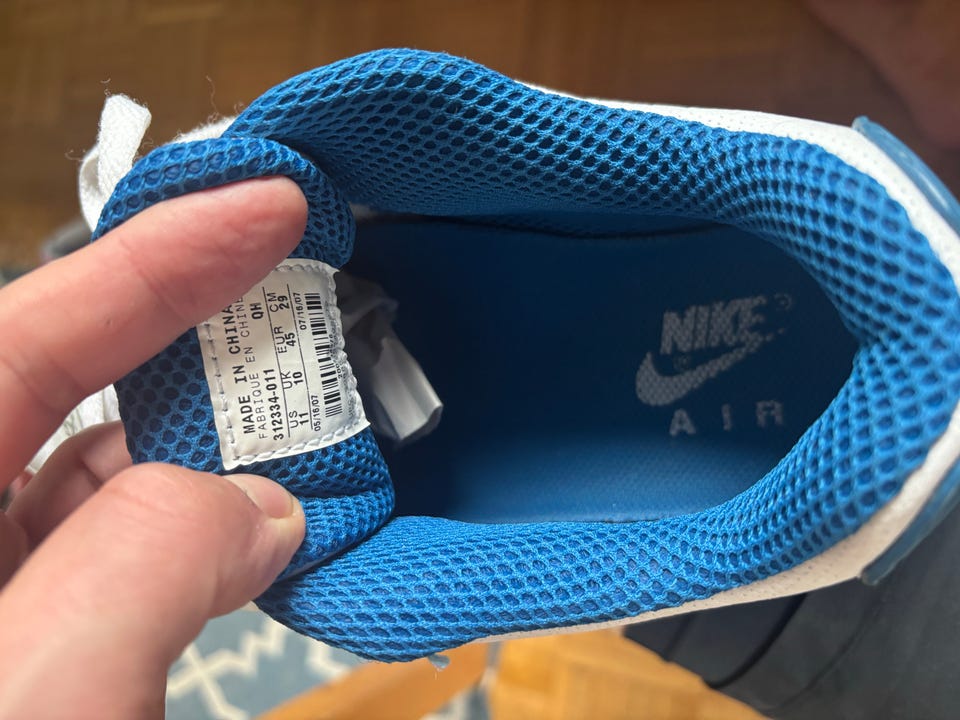 MADE IN CHINA
FABRIQUE EN CHINE
312334-011 QH
US UK EUR CM
11 10 45 29
05/16/07 07/16/07
NIKE
AIR